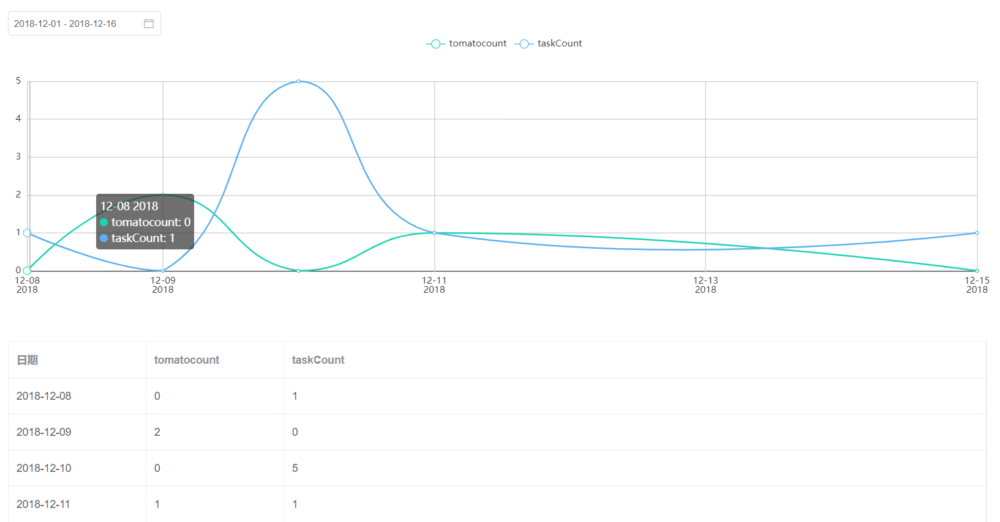 2018-12-01 - 2018-12-16
tomatocount taskCount
5
4
3
2
1
0
12-08 2018
tomatocount: 0
taskCount: 1
12-08 12-09 12-11 12-13 12-15
2018 2018 2018 2018 2018
日期 tomatocount taskCount
2018-12-08 0 1
2018-12-09 2 0
2018-12-10 0 5
2018-12-11 1 1